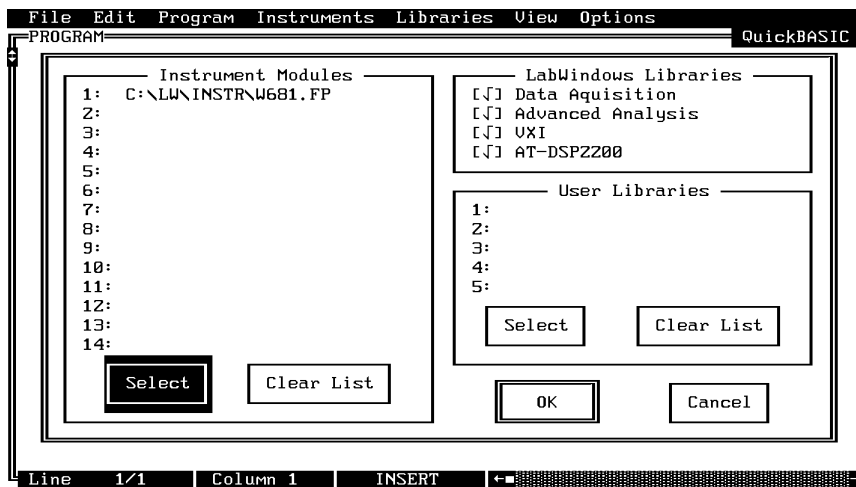 File Edit Program Instruments Libraries View Options
PROGRAM
QuickBASIC
Instrument Modules
1: C:\LW\INSTR\W681.FP
2:
3:
4:
5:
6:
7:
8:
9:
10:
11:
12:
13:
14:
Select
Clear List
LabWindows Libraries
[√] Data Aquisition
[√] Advanced Analysis
[√] VXI
[√] AT-DSP2200
User Libraries
1:
2:
3:
4:
5:
Select
Clear List
OK
Cancel
Line 1/1 Column 1 INSERT